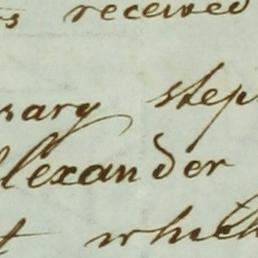 s received
sary step
lexander
t which